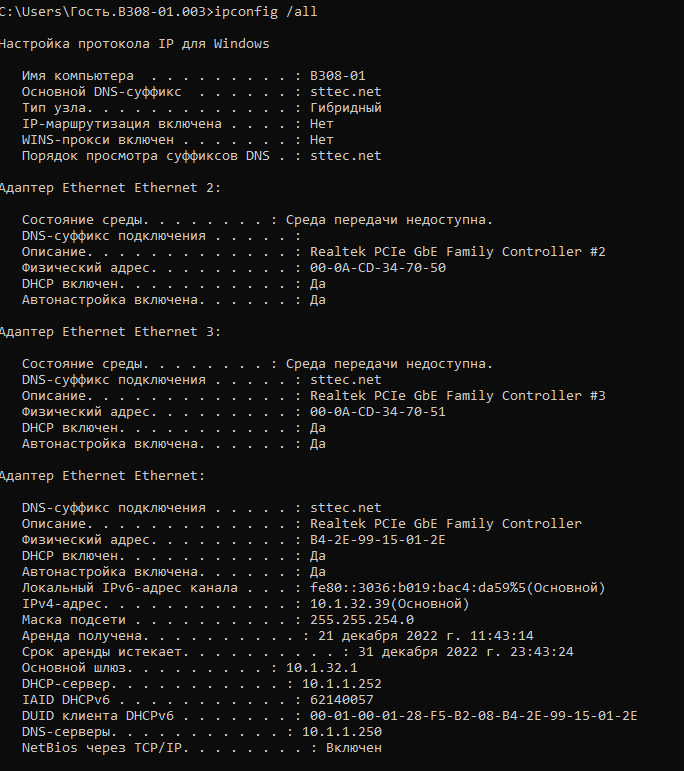 C:\Users\Гость.B308-01.003>ipconfig /all
Настройка протокола IP для Windows
Имя компьютера . . . . . . . . . : B308-01
Основной DNS-суффикс . . . . . . : sttec.net
Тип узла. . . . . . . . . . . . . : Гибридный
IP-маршрутизация включена . . . . : Нет
WINS-прокси включен . . . . . . . : Нет
Порядок просмотра суффиксов DNS . : sttec.net
Адаптер Ethernet Ethernet 2:
Состояние среды. . . . . . . . : Среда передачи недоступна.
DNS-суффикс подключения . . . . . :
Описание. . . . . . . . . . . . . : Realtek PCIe GbE Family Controller #2
Физический адрес. . . . . . . . . : 00-0A-CD-34-70-50
DHCP включен. . . . . . . . . . . : Да
Автонастройка включена. . . . . . : Да
Адаптер Ethernet Ethernet 3:
Состояние среды. . . . . . . . : Среда передачи недоступна.
DNS-суффикс подключения . . . . . : sttec.net
Описание. . . . . . . . . . . . . : Realtek PCIe GbE Family Controller #3
Физический адрес. . . . . . . . . : 00-0A-CD-34-70-51
DHCP включен. . . . . . . . . . . : Да
Автонастройка включена. . . . . . : Да
Адаптер Ethernet Ethernet:
DNS-суффикс подключения . . . . . : sttec.net
Описание. . . . . . . . . . . . . : Realtek PCIe GbE Family Controller
Физический адрес. . . . . . . . . : B4-2E-99-15-01-2E
DHCP включен. . . . . . . . . . . : Да
Автонастройка включена. . . . . . : Да
Локальный IPv6-адрес канала . . . : fe80::3036:b019:bac4:da59%5(Основной)
IPv4-адрес. . . . . . . . . . . . : 10.1.32.39(Основной)
Маска подсети . . . . . . . . . . : 255.255.254.0
Аренда получена. . . . . . . . . . : 21 декабря 2022 г. 11:43:14
Срок аренды истекает. . . . . . . . . . : 31 декабря 2022 г. 23:43:24
Основной шлюз. . . . . . . . . : 10.1.32.1
DHCP-сервер. . . . . . . . . . . : 10.1.1.252
IAID DHCPv6 . . . . . . . . . . . : 62140057
DUID клиента DHCPv6 . . . . . . . : 00-01-00-01-28-F5-B2-08-B4-2E-99-15-01-2E
DNS-серверы. . . . . . . . . . . : 10.1.1.250
NetBios через TCP/IP. . . . . . . . : Включен